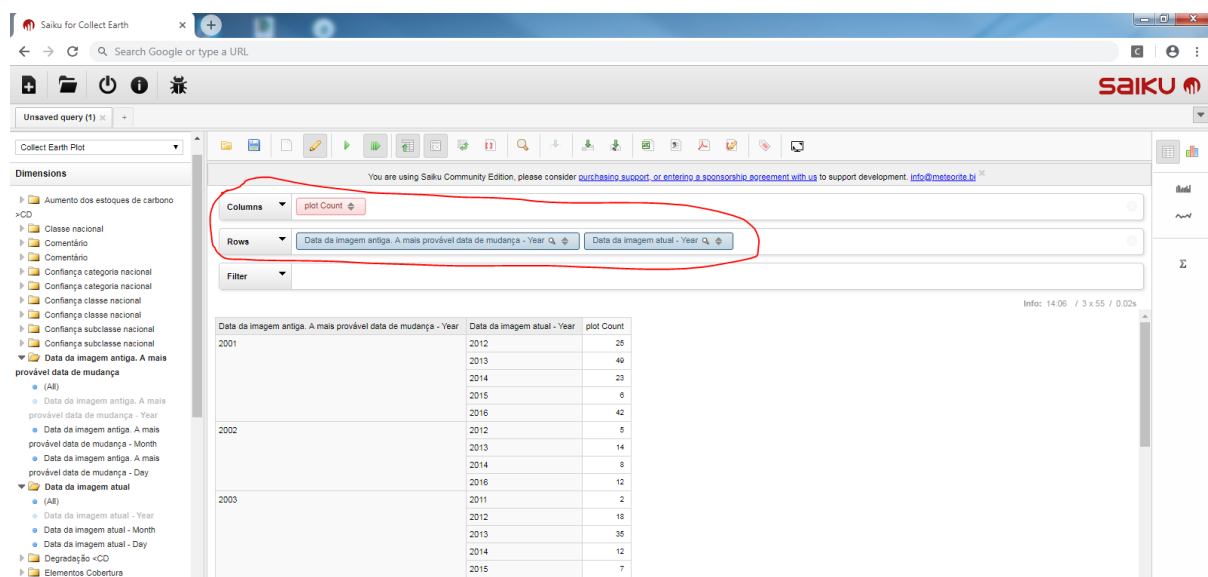 Saiku for Collect Earth
Search Google or type a URL
saiku
Unsaved query (1)
Collect Earth Plot
You are using Saiku Community Edition, please consider purchasing support, or entering a sponsorship agreement with us to support development. info@meteorite.bi
Dimensions
Aumento dos estoques de carbono
>CD
Classe nacional
Comentário
Comentário
Confiança categoria nacional
Confiança categoria nacional
Confiança classe nacional
Confiança classe nacional
Confiança subclasse nacional
Confiança subclasse nacional
Data da imagem antiga. A mais
provável data de mudança
(All)
Data da imagem antiga. A mais
provável data de mudança - Year
Data da imagem antiga. A mais
provável data de mudança - Month
Data da imagem antiga. A mais
provável data de mudança - Day
Data da imagem atual
(All)
Data da imagem atual - Year
Data da imagem atual - Month
Data da imagem atual - Day
Degradação <CD
Elementos Cobertura
Columns plot Count
Rows Data da imagem antiga. A mais provável data de mudança - Year Data da imagem atual - Year
Filter
Info: 14:06 / 3 x 55 / 0.02s
Data da imagem antiga. A mais provável data de mudança - Year Data da imagem atual - Year plot Count
2001 2012 25
2013 49
2014 23
2015 6
2016 42
2002 2012 5
2013 14
2014 8
2016 12
2003 2011 2
2012 18
2013 35
2014 12
2015 7